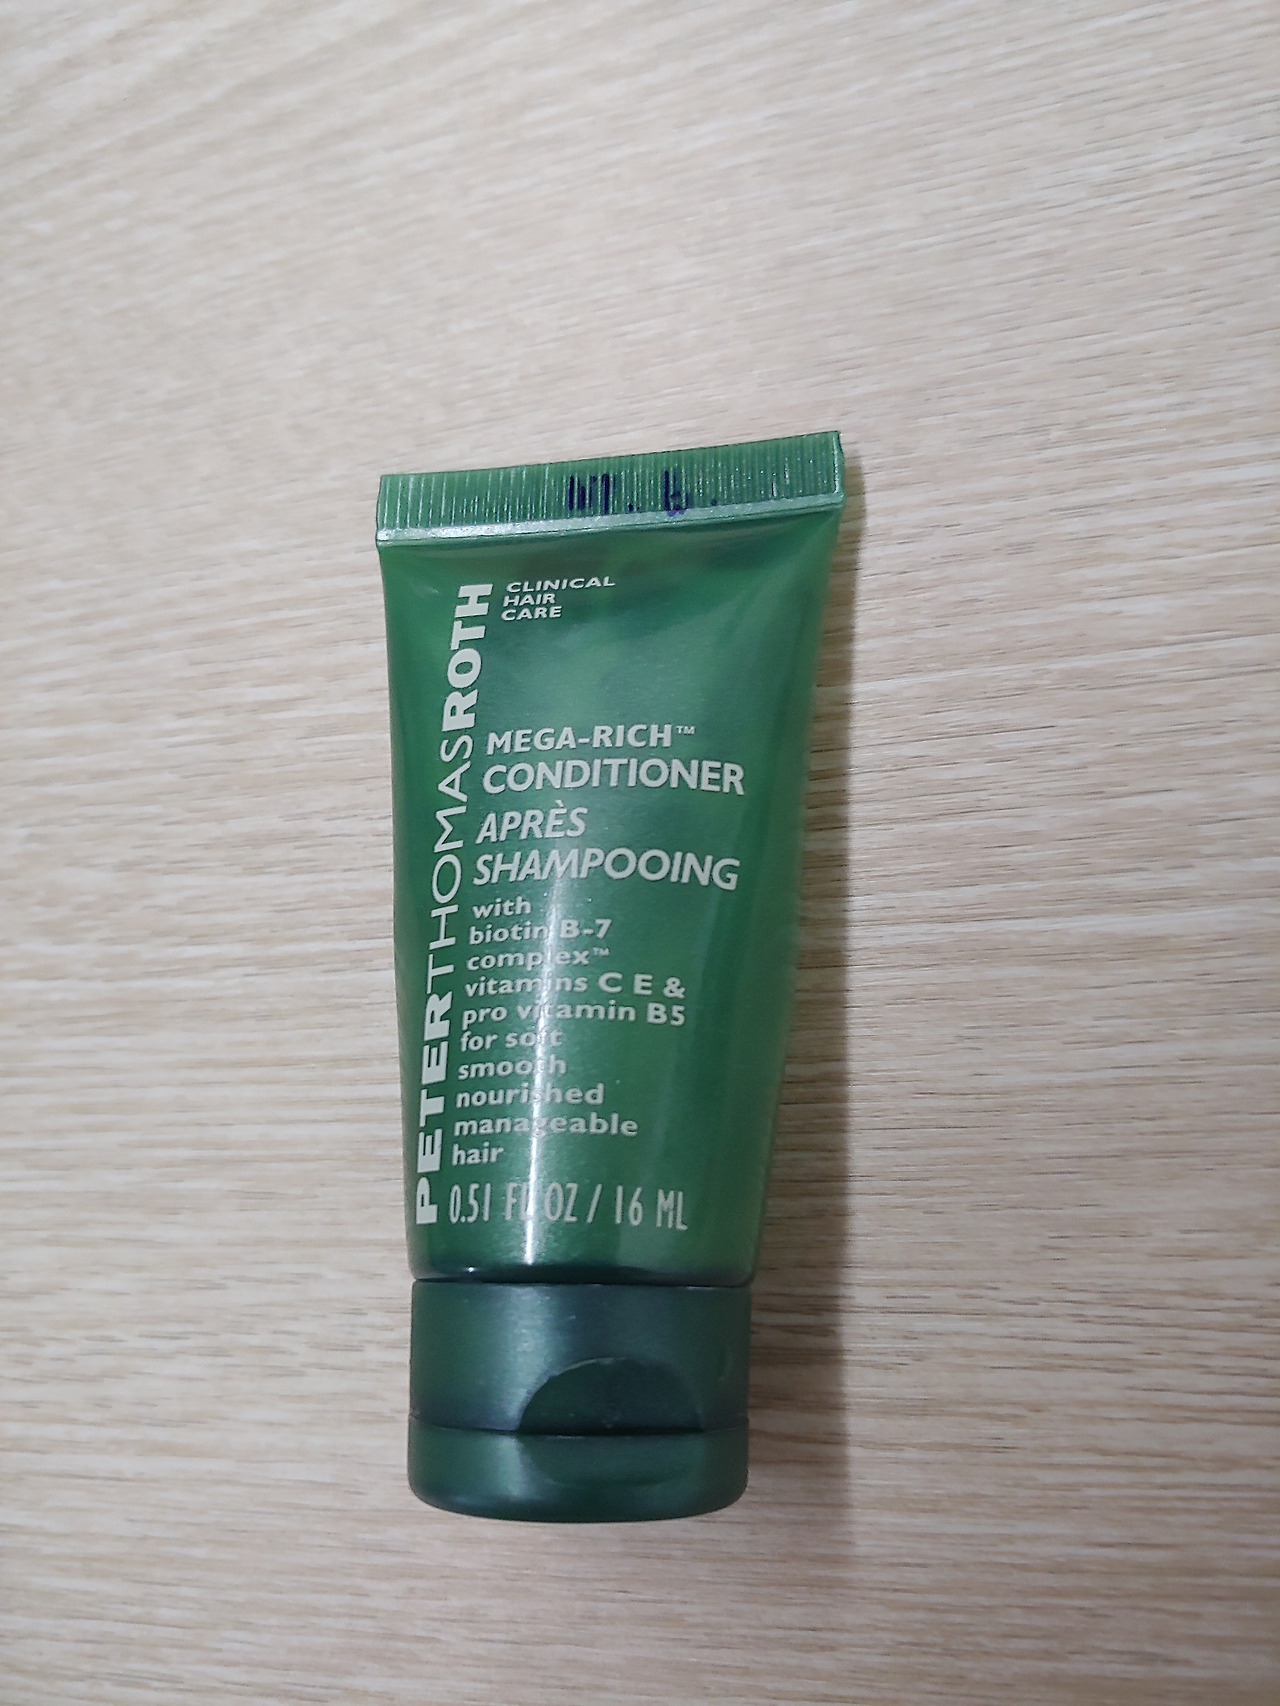 PETERTHOMASROTH
CLINICAL
HAIR
CARE
MEGA-RICH™
CONDITIONER
APRÈS
SHAMPOOING
with
biotin B-7
complex™
vitamins C E &
pro vitamin B5
for soft
smooth
nourished
manageable
hair
0.51 FL OZ / 16 ML